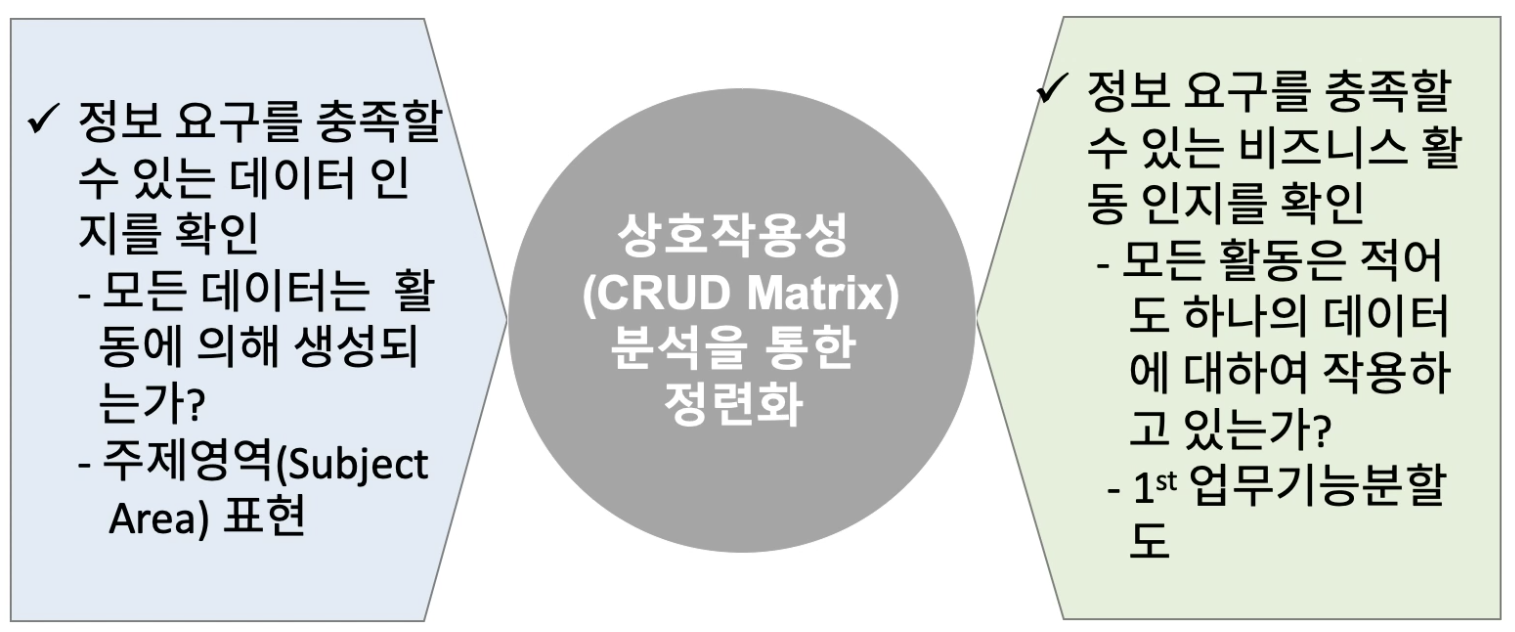 ✓ 정보 요구를 충족할
수 있는 데이터 인
지를 확인
- 모든 데이터는 활
동에 의해 생성되
는가?
- 주제영역(Subject
Area) 표현
상호작용성
(CRUD Matrix)
분석을 통한
정련화
✓ 정보 요구를 충족할
수 있는 비즈니스 활
동 인지를 확인
- 모든 활동은 적어
도 하나의 데이터
에 대하여 작용하
고 있는가?
- 1st 업무기능분할
도